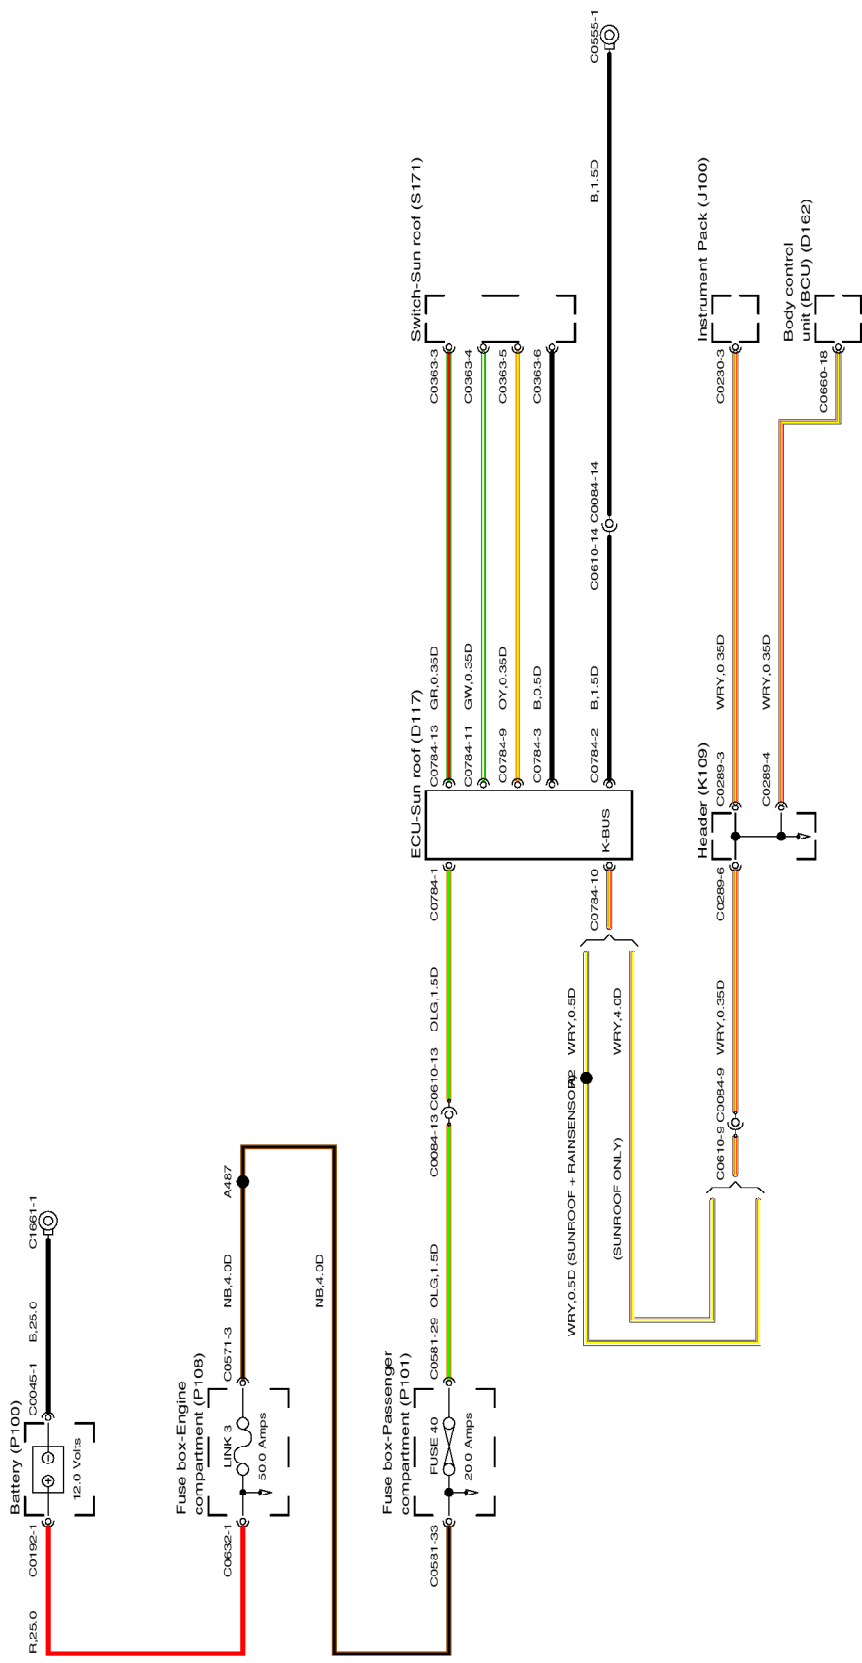 Battery (P100)
12.0 Volts
C0192-1
R,25.0
C0045-1
B,25.0
C1661-1
Fuse box-Engine
compartment (P108)
LINK 3
50.0 Amps
C0632-1
C0571-3
NB,4.0D
A487
NB,4.0D
Fuse box-Passenger
compartment (P101)
FUSE 40
20.0 Amps
C0581-33
C0581-29
OLG,1.5D
C0084-13
C0610-13
OLG,1.5D
C0784-1
ECU-Sun roof (D117)
K-BUS
C0784-13
GR,0.35D
C0363-3
C0784-11
GW,0.35D
C0363-4
C0784-9
OY,0.35D
C0363-5
C0784-3
B,0.5D
C0363-6
Switch-Sun roof (S171)
C0784-2
B,1.5D
C0610-14
C0084-14
B,1.5D
C0555-1
C0784-10
WRY,0.5D
WRY,0.5D (SUNROOF + RAINSENSOR)
WRY,4.0D
(SUNROOF ONLY)
C0610-9
C0084-9
WRY,0.35D
C0289-6
Header (K109)
C0289-3
WRY,0.35D
C0230-3
Instrument Pack (J100)
C0289-4
WRY,0.35D
C0660-18
Body control
unit (BCU) (D162)